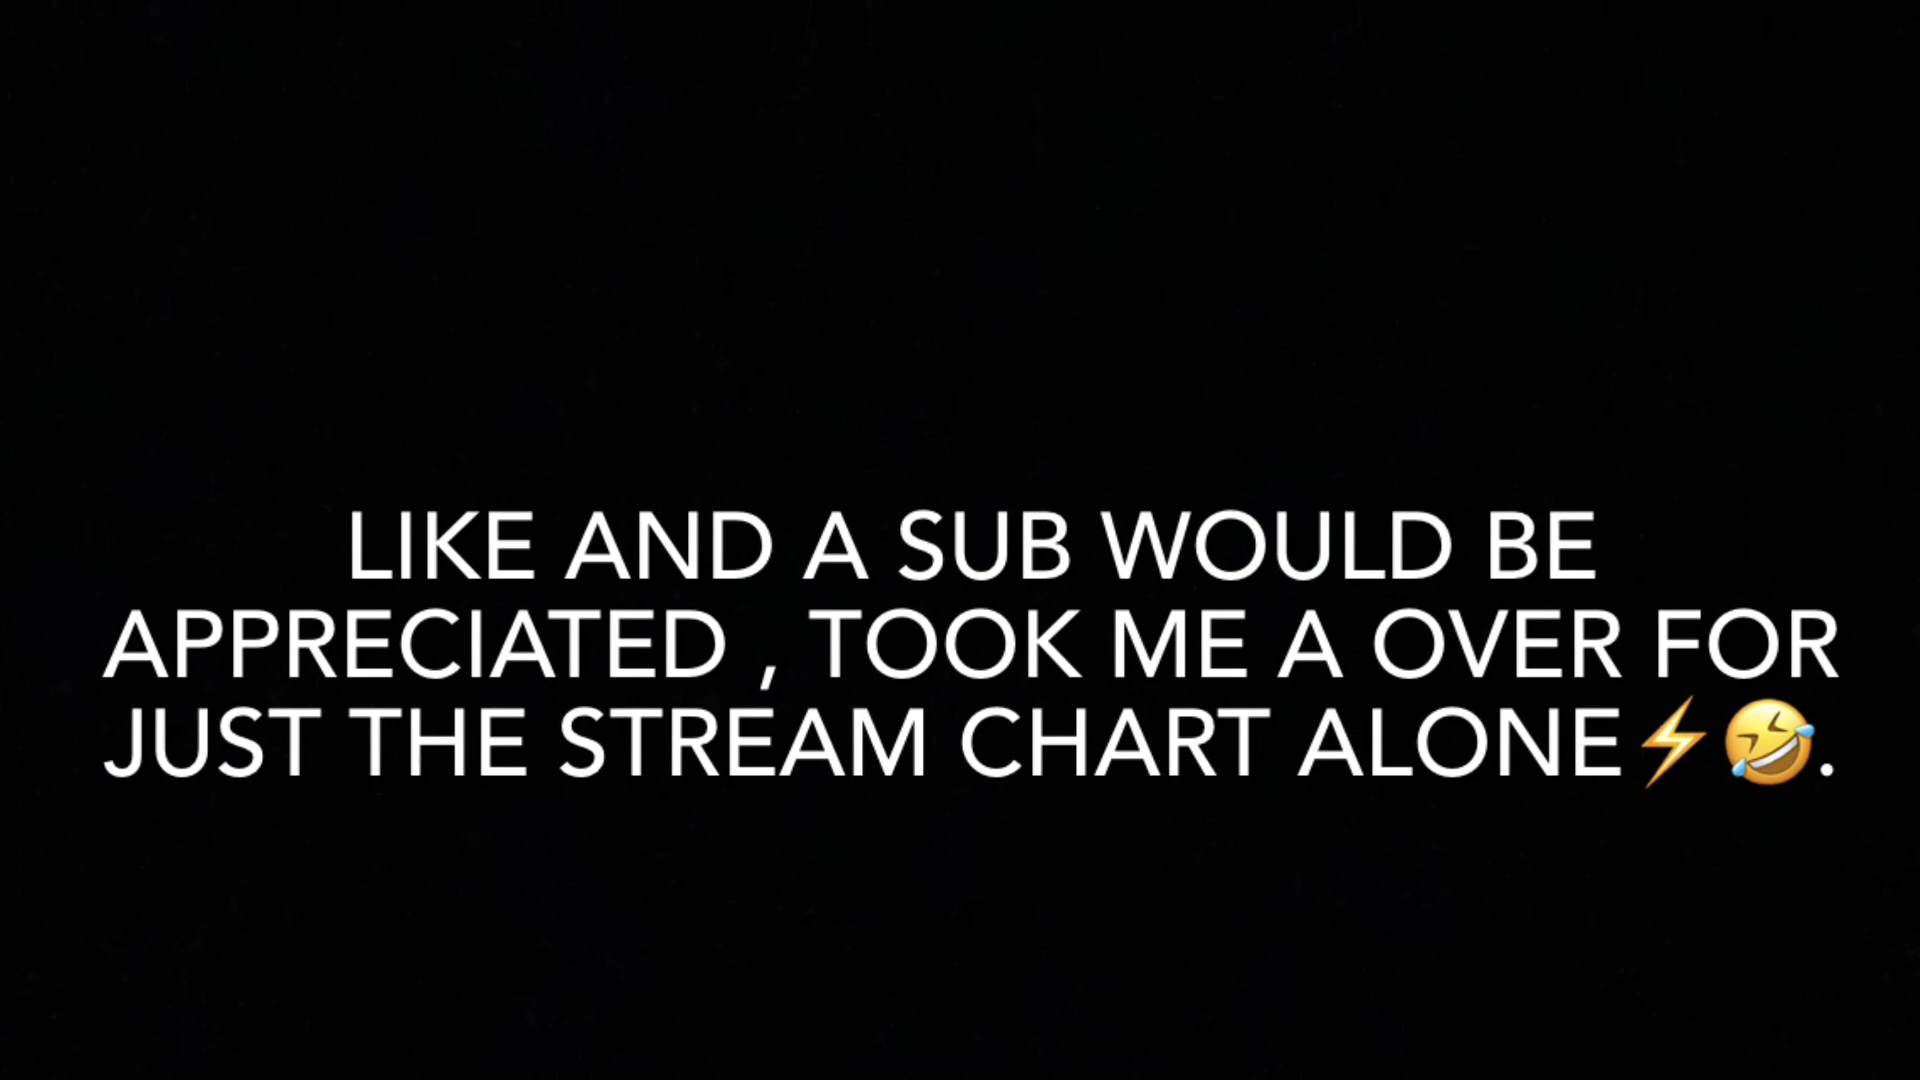 LIKE AND A SUB WOULD BE
APPRECIATED , TOOK ME A OVER FOR
JUST THE STREAM CHART ALONE⚡🤣.